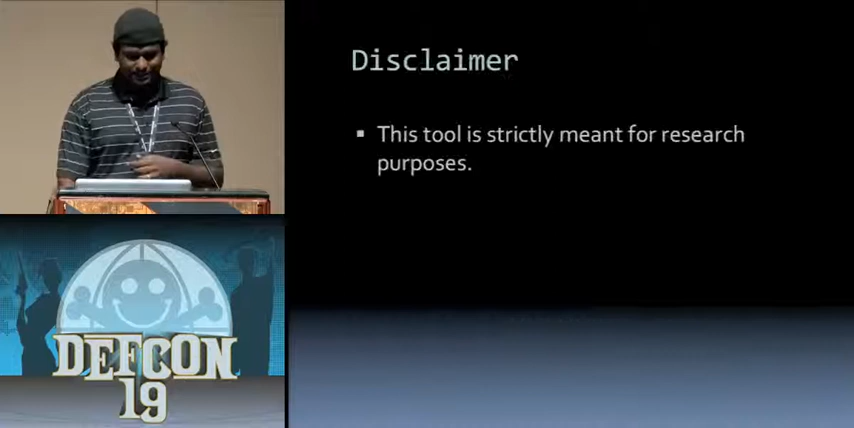 Disclaimer
▪ This tool is strictly meant for research
purposes.
DEFCON
19